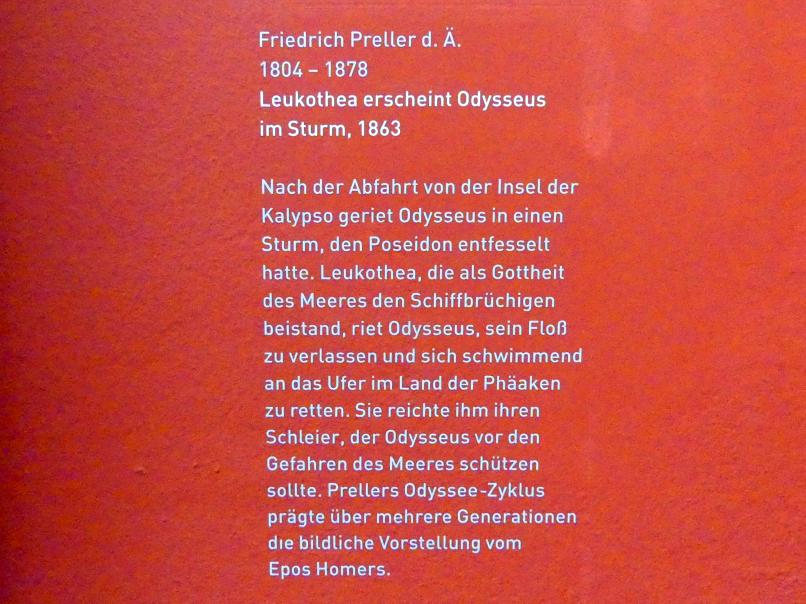 Friedrich Preller d. Ä.
1804 – 1878
Leukothea erscheint Odysseus
im Sturm, 1863
Nach der Abfahrt von der Insel der
Kalypso geriet Odysseus in einen
Sturm, den Poseidon entfesselt
hatte. Leukothea, die als Gottheit
des Meeres den Schiffbrüchigen
beistand, riet Odysseus, sein Floß
zu verlassen und sich schwimmend
an das Ufer im Land der Phäaken
zu retten. Sie reichte ihm ihren
Schleier, der Odysseus vor den
Gefahren des Meeres schützen
sollte. Prellers Odyssee-Zyklus
prägte über mehrere Generationen
die bildliche Vorstellung vom
Epos Homers.